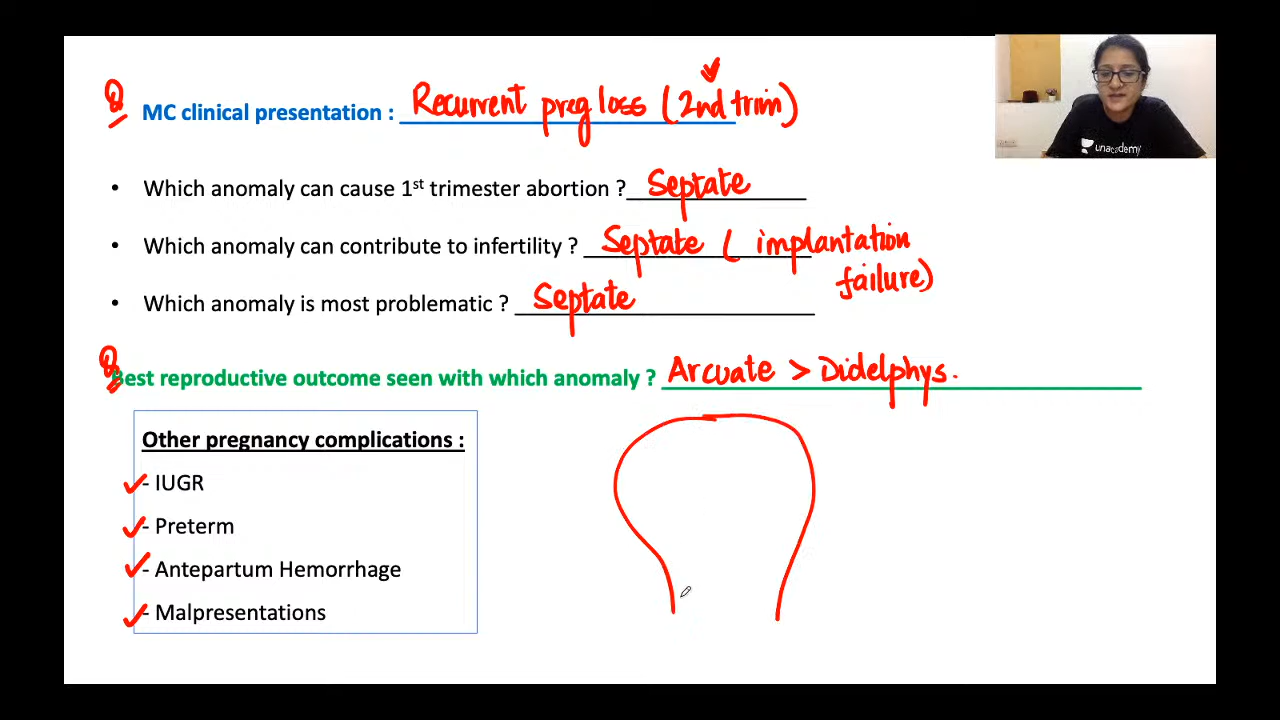 Q MC clinical presentation : Recurrent preg loss (2nd trim)
unacademy
• Which anomaly can cause 1st trimester abortion ? Septate
• Which anomaly can contribute to infertility ? Septate ( implantation
failure)
• Which anomaly is most problematic ? Septate
Q Best reproductive outcome seen with which anomaly ? Arcuate > Didelphys.
Other pregnancy complications :
✓ - IUGR
✓ - Preterm
✓ - Antepartum Hemorrhage
✓ - Malpresentations